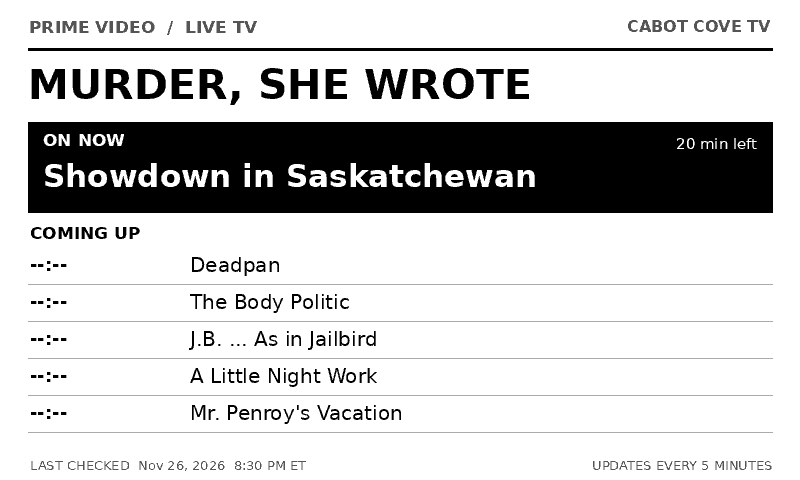 PRIME VIDEO / LIVE TV
CABOT COVE TV
MURDER, SHE WROTE
ON NOW
20 min left
Showdown in Saskatchewan
COMING UP
--:-- Deadpan
--:-- The Body Politic
--:-- J.B. ... As in Jailbird
--:-- A Little Night Work
--:-- Mr. Penroy's Vacation
LAST CHECKED Nov 26, 2026 8:30 PM ET
UPDATES EVERY 5 MINUTES